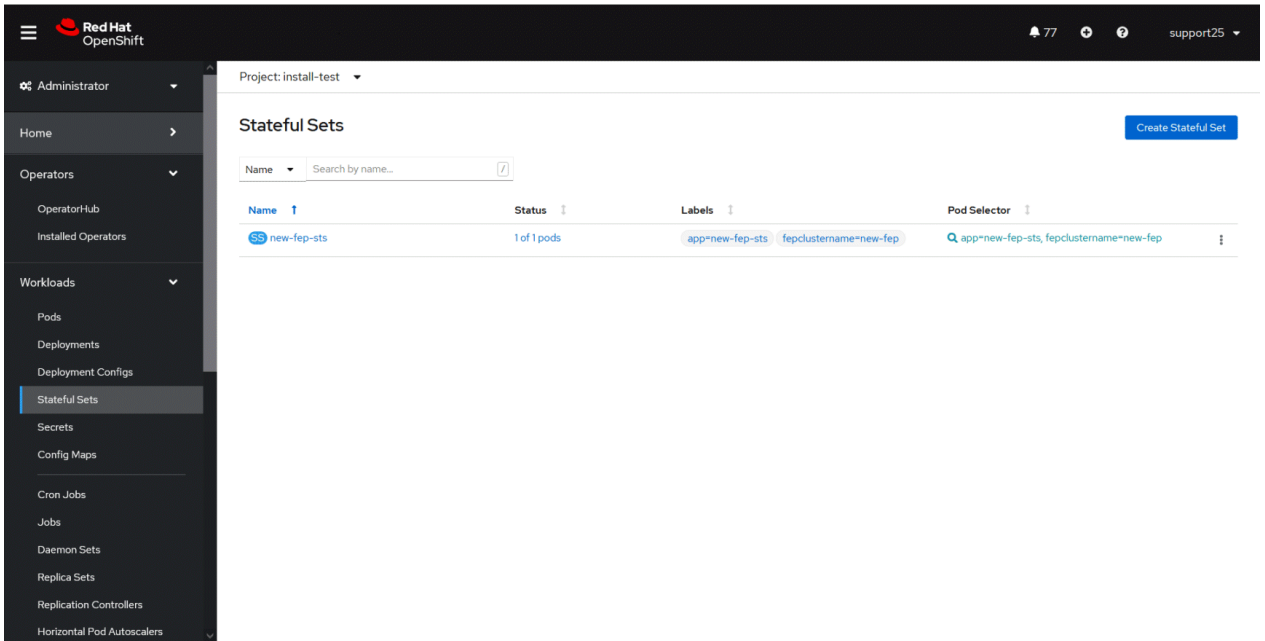 Red Hat
OpenShift
77
support25
Administrator
Home
Operators
OperatorHub
Installed Operators
Workloads
Pods
Deployments
Deployment Configs
Stateful Sets
Secrets
Config Maps
Cron Jobs
Jobs
Daemon Sets
Replica Sets
Replication Controllers
Horizontal Pod Autoscalers
Project: install-test
Stateful Sets
Create Stateful Set
Name Search by name... /
Name Status Labels Pod Selector
SS new-fep-sts 1 of 1 pods app=new-fep-sts fepclustername=new-fep app=new-fep-sts, fepclustername=new-fep